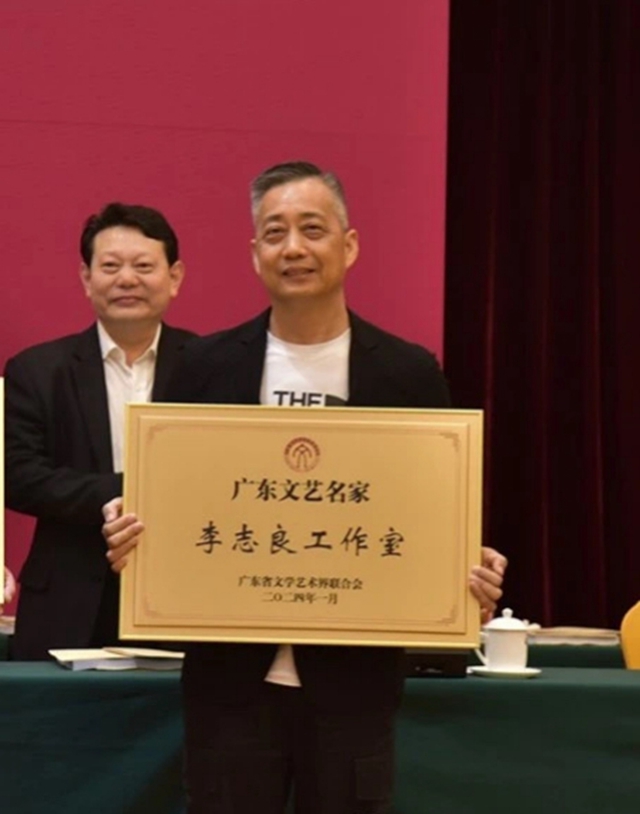 THE
广东文艺名家
李志良工作室
广东省文学艺术界联合会
二〇二四年一月